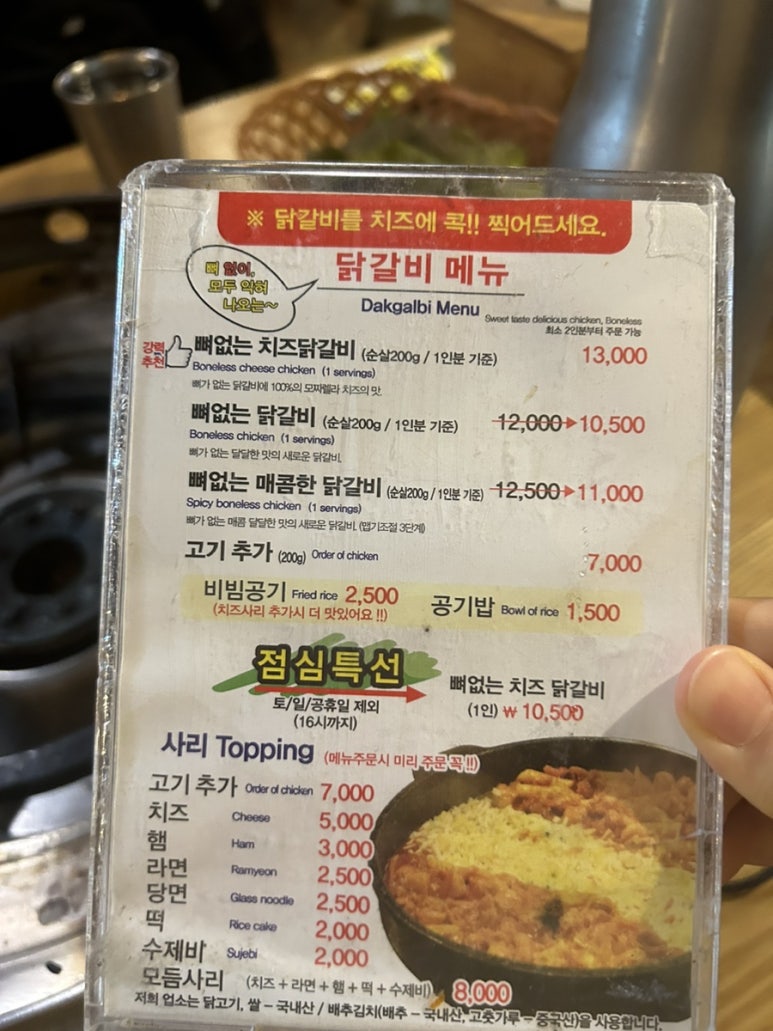 ※ 닭갈비를 치즈에 콕!! 찍어드세요.
뼈 없이,
모두 익혀
나오는~
닭갈비 메뉴
Dakgalbi Menu
Sweet taste delicious chicken, Boneless
최소 2인분부터 주문 가능
강력
추천
뼈없는 치즈닭갈비 (순살200g / 1인분 기준) 13,000
Boneless cheese chicken (1 servings)
뼈가 없는 닭갈비에 100%의 모짜렐라 치즈의 맛.
뼈없는 닭갈비 (순살200g / 1인분 기준) 12,000▶10,500
Boneless chicken (1 servings)
뼈가 없는 달달한 맛의 새로운 닭갈비.
뼈없는 매콤한 닭갈비 (순살200g / 1인분 기준) 12,500▶11,000
Spicy boneless chicken (1 servings)
뼈가 없는 매콤 달달한 맛의 새로운 닭갈비. (맵기조절 3단계)
고기 추가 (200g) Order of chicken 7,000
비빔공기 Fried rice 2,500 공기밥 Bowl of rice 1,500
(치즈사리 추가시 더 맛있어요 !!)
점심특선
토/일/공휴일 제외
(16시까지)
뼈없는 치즈 닭갈비
(1인) ₩ 10,500
사리 Topping (메뉴주문시 미리 주문 꼭 !!)
고기 추가 Order of chicken 7,000
치즈 Cheese 5,000
햄 Ham 3,000
라면 Ramyeon 2,500
당면 Glass noodle 2,500
떡 Rice cake 2,000
수제비 Sujebi 2,000
모듬사리 (치즈 + 라면 + 햄 + 떡 + 수제비) 8,000
저희 업소는 닭고기, 쌀 – 국내산 / 배추김치(배추 – 국내산, 고춧가루 – 중국산)을 사용합니다.